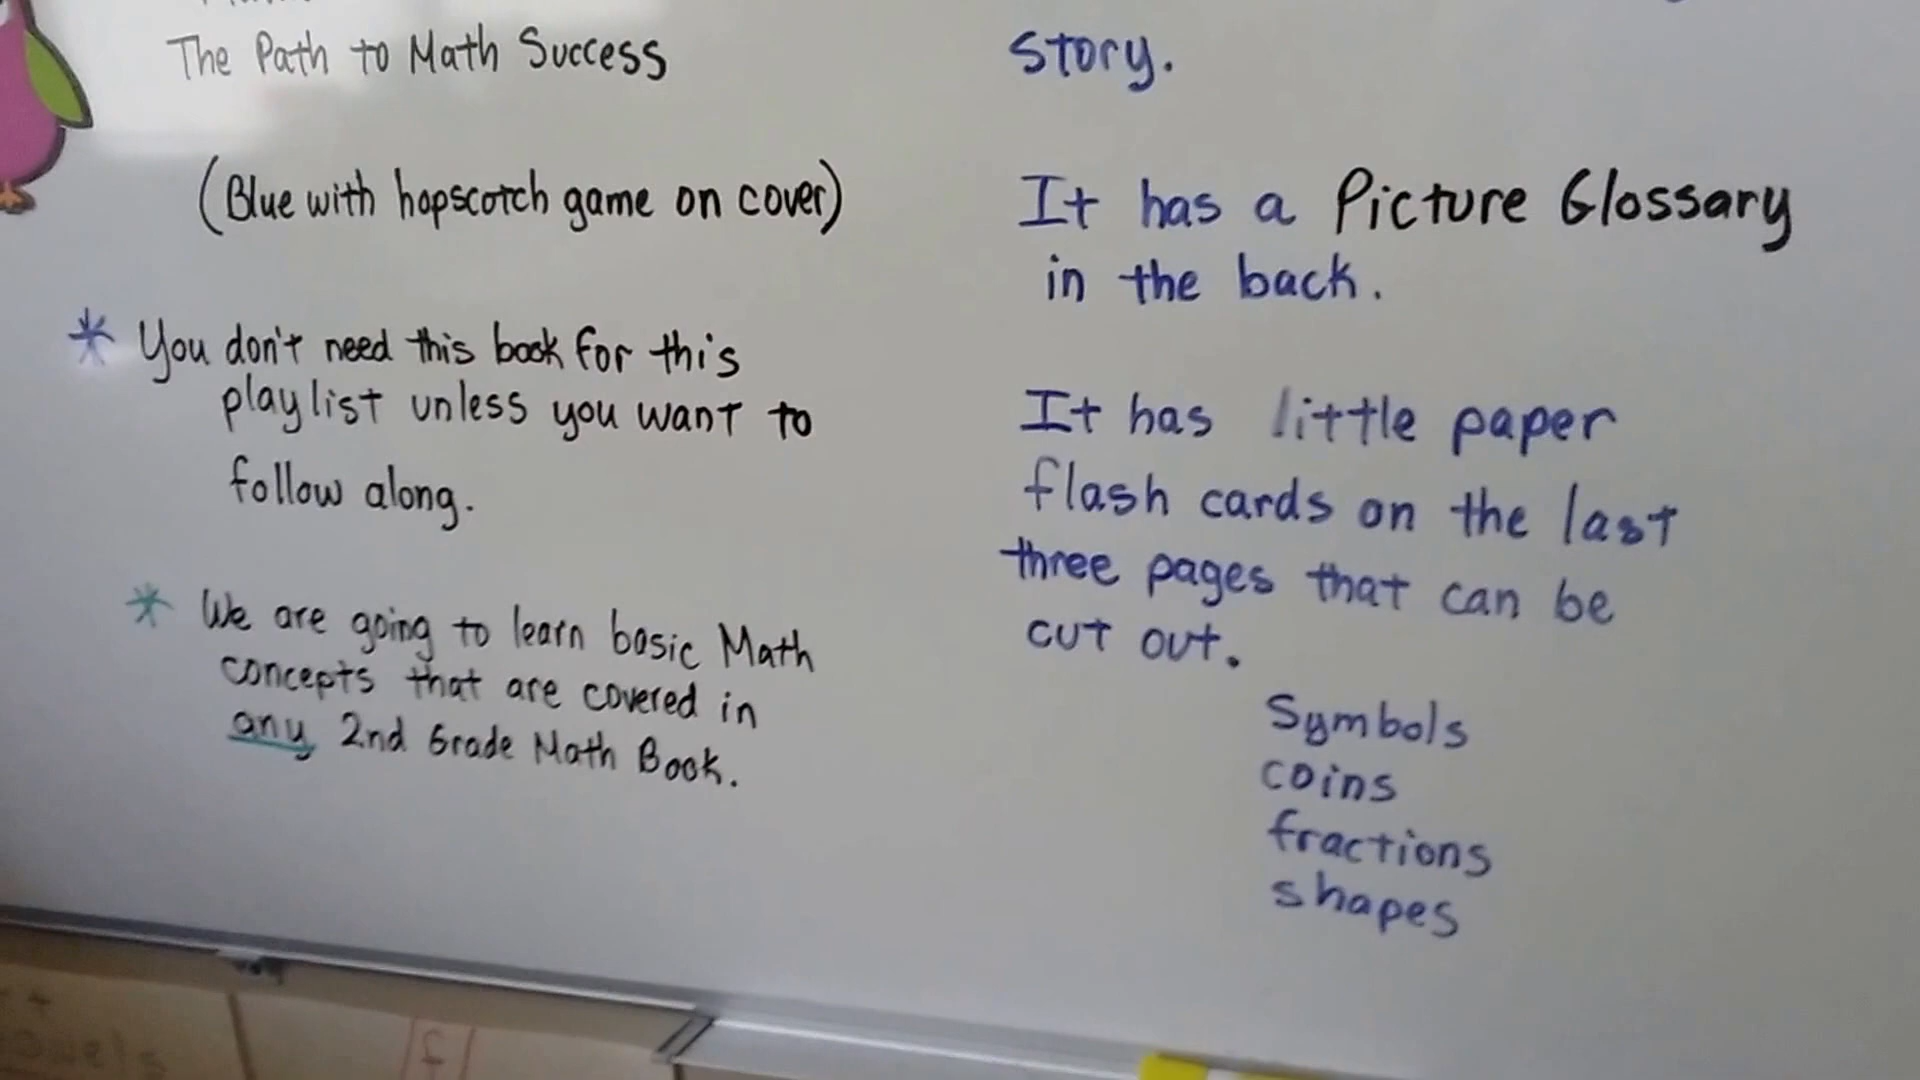 The Path to Math Success
(Blue with hopscotch game on cover)
* You don't need this book for this
playlist unless you want to
follow along.
* We are going to learn basic Math
concepts that are covered in
any 2nd Grade Math Book.
story.
It has a Picture Glossary
in the back.
It has little paper
flash cards on the last
three pages that can be
cut out.
Symbols
coins
fractions
shapes
f